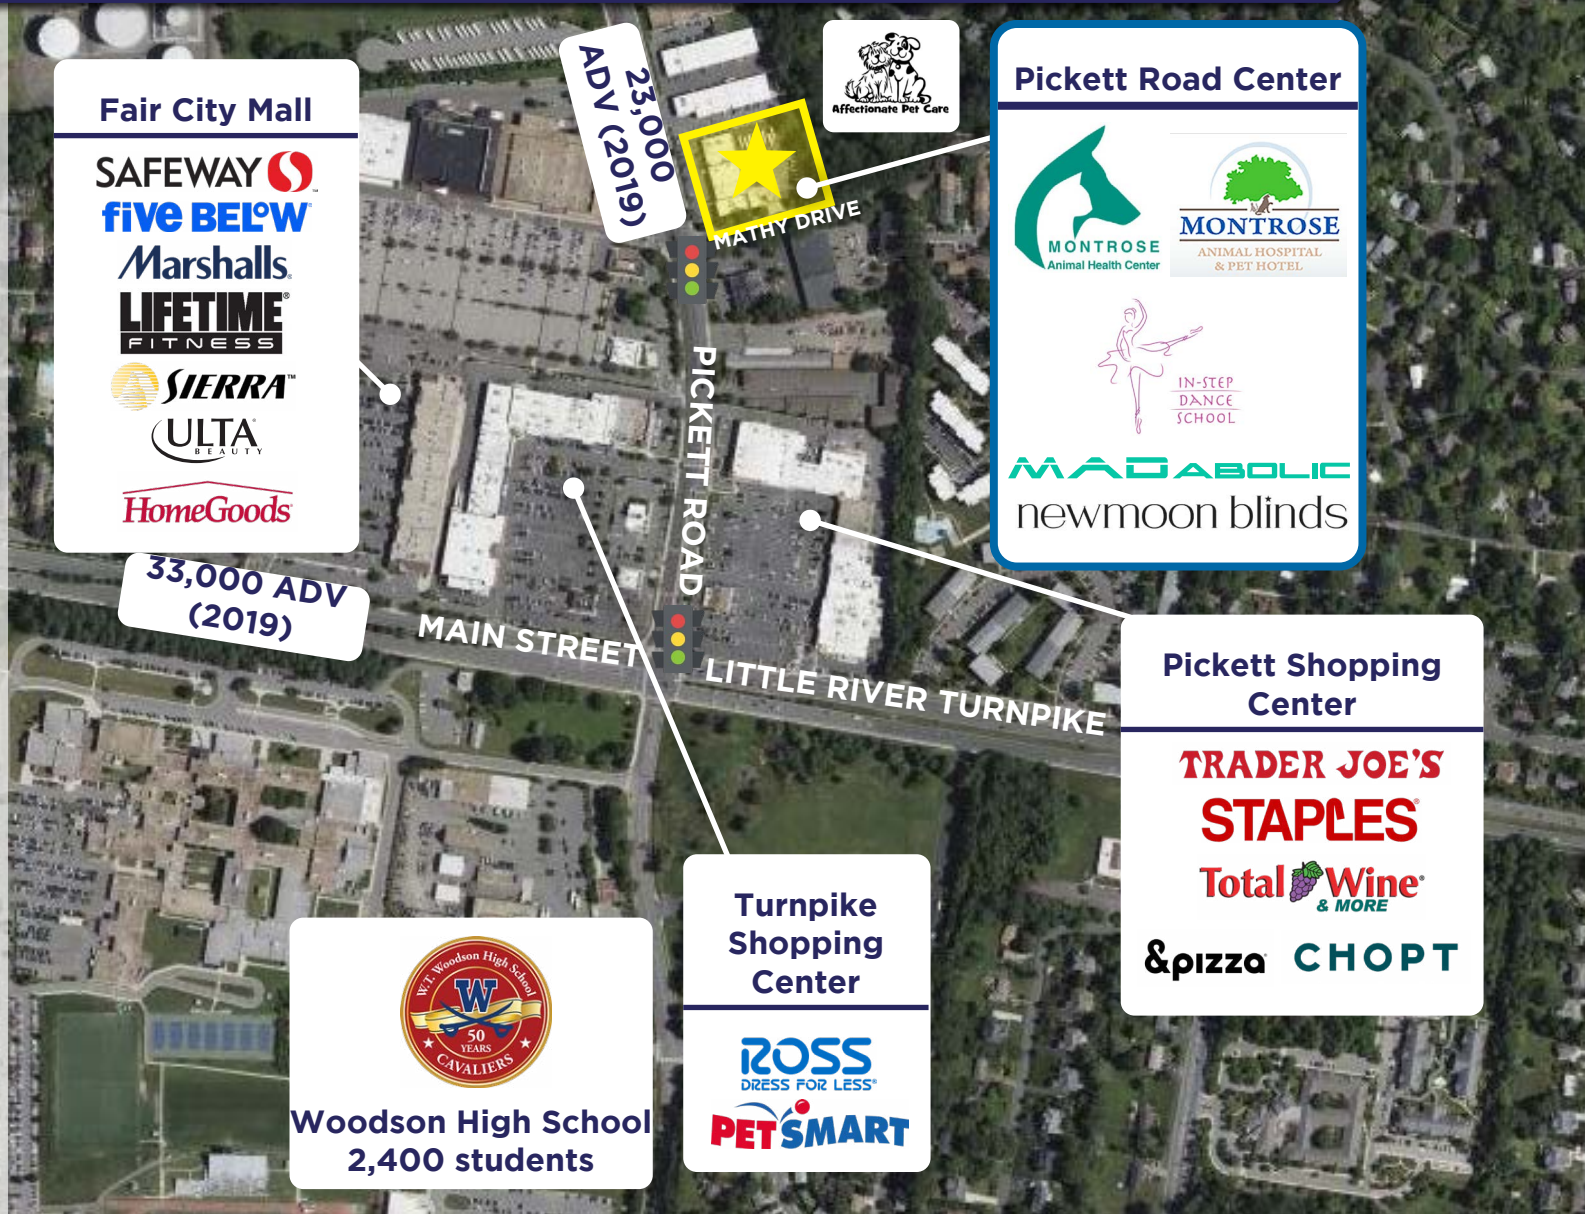 Fair City Mall
SAFEWAY
five BEL°W
Marshalls
LIFETIME
FITNESS
SIERRA™
ULTA
BEAUTY
HomeGoods
23,000
ADV (2019)
Affectionate Pet Care
Pickett Road Center
MONTROSE
Animal Health Center
MONTROSE
ANIMAL HOSPITAL
& PET HOTEL
IN-STEP
DANCE
SCHOOL
MADABOLIC
newmoon blinds
MATHY DRIVE
PICKETT ROAD
33,000 ADV
(2019)
MAIN STREET
LITTLE RIVER TURNPIKE
Pickett Shopping
Center
TRADER JOE'S
STAPLES
Total Wine
& MORE
&pizza
CHOPT
Turnpike
Shopping
Center
ROSS
DRESS FOR LESS®
PETSMART
W.T. Woodson High School
W
50
YEARS
CAVALIERS
Woodson High School
2,400 students